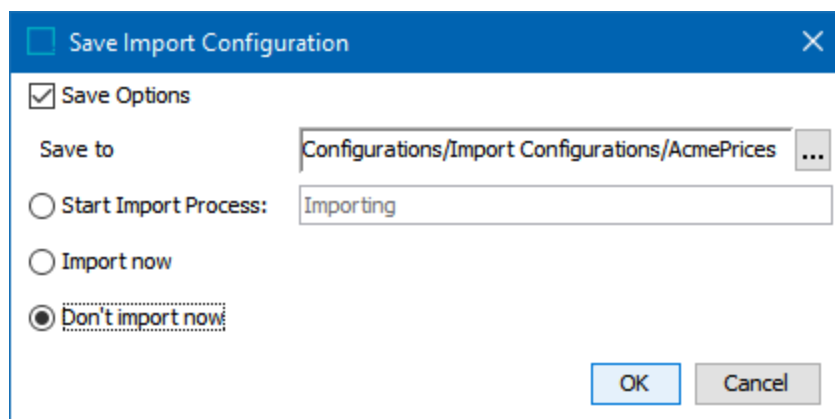 Save Import Configuration
Save Options
Save to Configurations/Import Configurations/AcmePrices ...
Start Import Process: Importing
Import now
Don't import now
OK Cancel